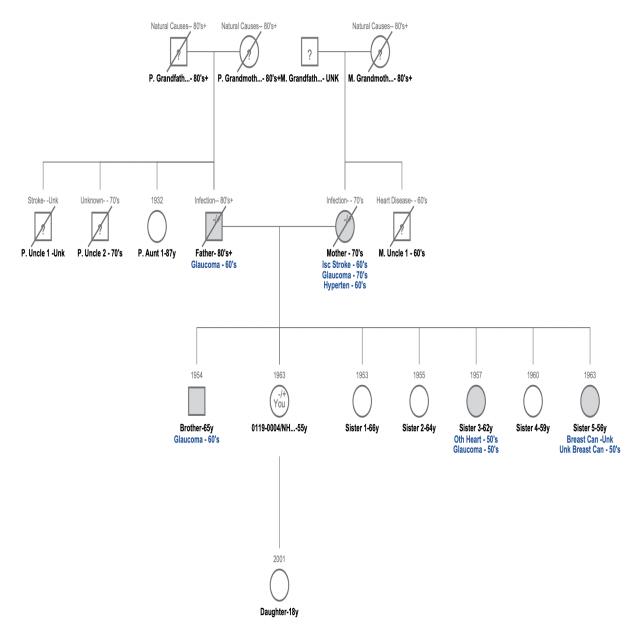 Natural Causes-- 80's+
Natural Causes-- 80's+
Natural Causes-- 80's+
?
?
?
?
P. Grandfath...- 80's+
P. Grandmoth...- 80's+
M. Grandfath...- UNK
M. Grandmoth...- 80's+
Stroke- -Unk
Unknown- - 70's
1932
Infection-- 80's+
Infection- - 70's
Heart Disease- - 60's
?
?
-/+
-/+
?
P. Uncle 1 -Unk
P. Uncle 2 - 70's
P. Aunt 1-87y
Father- 80's+
Mother - 70's
M. Uncle 1 - 60's
Glaucoma - 60's
Isc Stroke - 60's
Glaucoma - 70's
Hyperten - 60's
1954
1963
1953
1955
1957
1960
1963
-/+
You
Brother-65y
0119-0004/NH...-55y
Sister 1-66y
Sister 2-64y
Sister 3-62y
Sister 4-59y
Sister 5-56y
Glaucoma - 60's
Oth Heart - 50's
Breast Can -Unk
Glaucoma - 50's
Unk Breast Can - 50's
2001
Daughter-18y